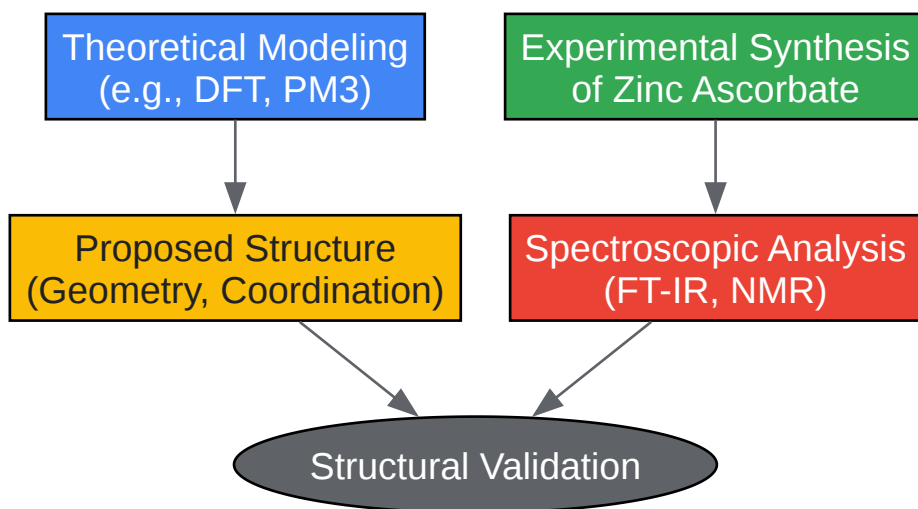 Theoretical Modeling
(e.g., DFT, PM3)
Experimental Synthesis
of Zinc Ascorbate
Proposed Structure
(Geometry, Coordination)
Spectroscopic Analysis
(FT-IR, NMR)
Structural Validation